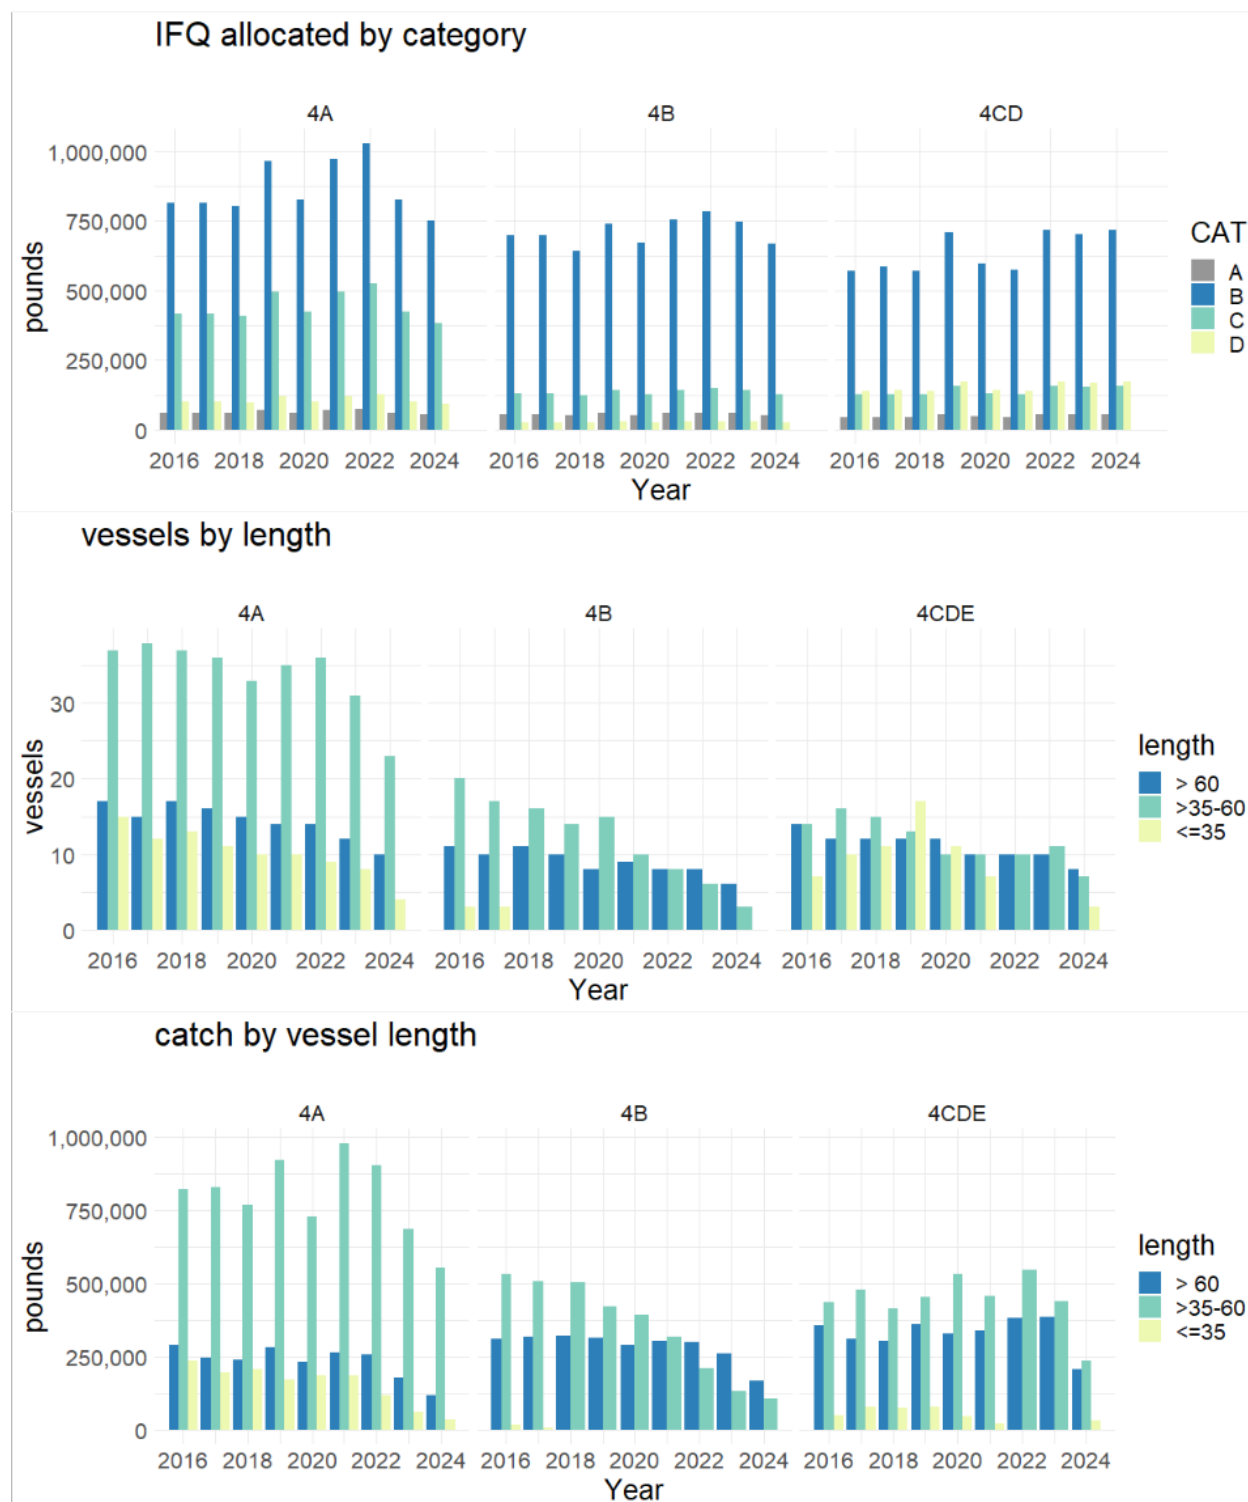 IFQ allocated by category
4A 4B 4CD
1,000,000
750,000
500,000
250,000
0
pounds
2016 2018 2020 2022 2024 2016 2018 2020 2022 2024 2016 2018 2020 2022 2024
Year
CAT
A
B
C
D
vessels by length
4A 4B 4CDE
30
20
10
0
vessels
2016 2018 2020 2022 2024 2016 2018 2020 2022 2024 2016 2018 2020 2022 2024
Year
length
> 60
>35-60
<=35
catch by vessel length
4A 4B 4CDE
1,000,000
750,000
500,000
250,000
0
pounds
2016 2018 2020 2022 2024 2016 2018 2020 2022 2024 2016 2018 2020 2022 2024
Year
length
> 60
>35-60
<=35